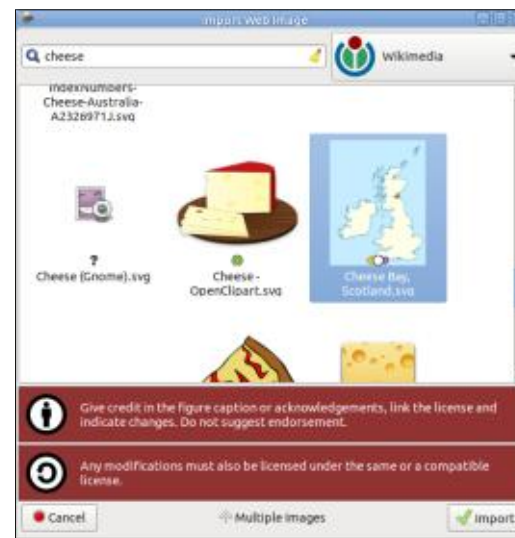 Import Web Image
cheese
Wikimedia
IndexNumbers-
Cheese-Australia-
A2326971J.svg
?
Cheese (Gnome).svg
Cheese -
OpenClipart.svg
Cheese Bay,
Scotland.svg
Give credit in the figure caption or acknowledgements, link the license and
indicate changes. Do not suggest endorsement.
Any modifications must also be licensed under the same or a compatible
license.
Cancel
Multiple Images
Import